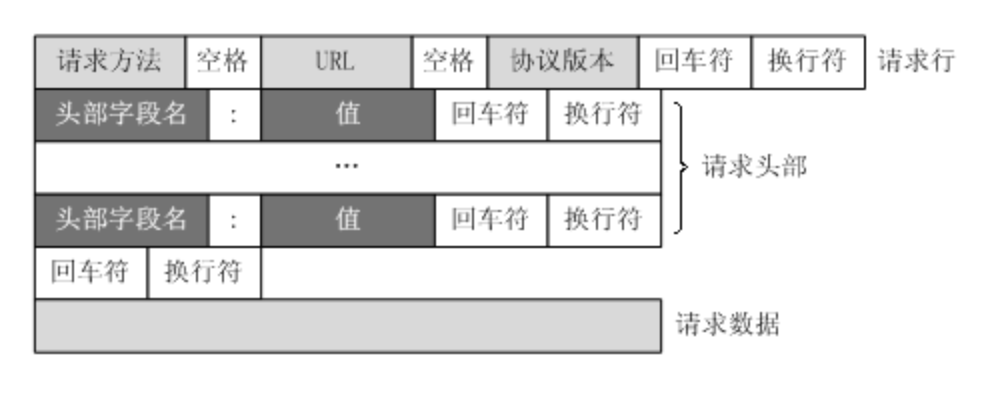 请求方法 空格 URL 空格 协议版本 回车符 换行符 请求行
头部字段名 : 值 回车符 换行符
… 请求头部
头部字段名 : 值 回车符 换行符
回车符 换行符
请求数据